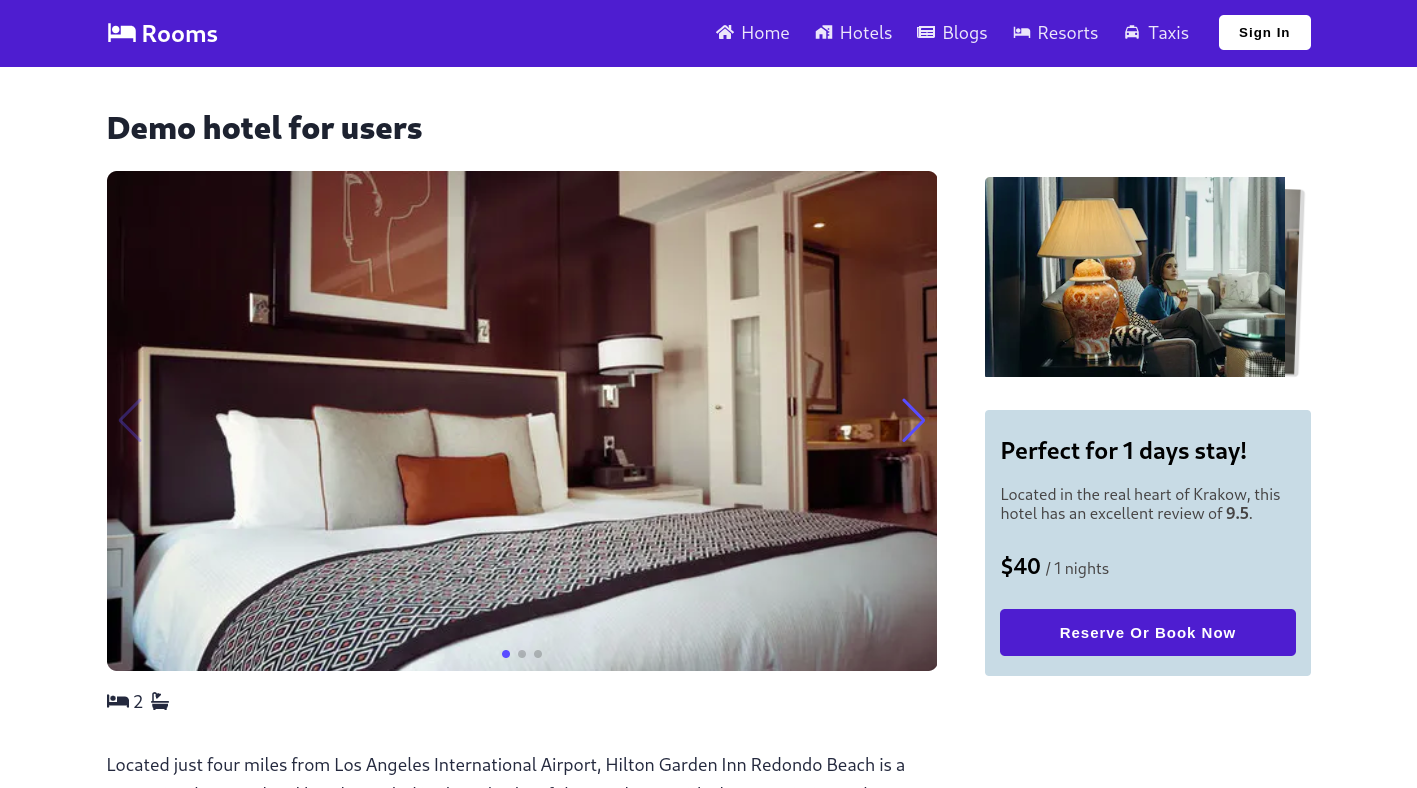 Rooms
Home Hotels Blogs Resorts Taxis Sign In
Demo hotel for users
Perfect for 1 days stay!
Located in the real heart of Krakow, this
hotel has an excellent review of 9.5.
$40 / 1 nights
Reserve Or Book Now
2
Located just four miles from Los Angeles International Airport, Hilton Garden Inn Redondo Beach is a